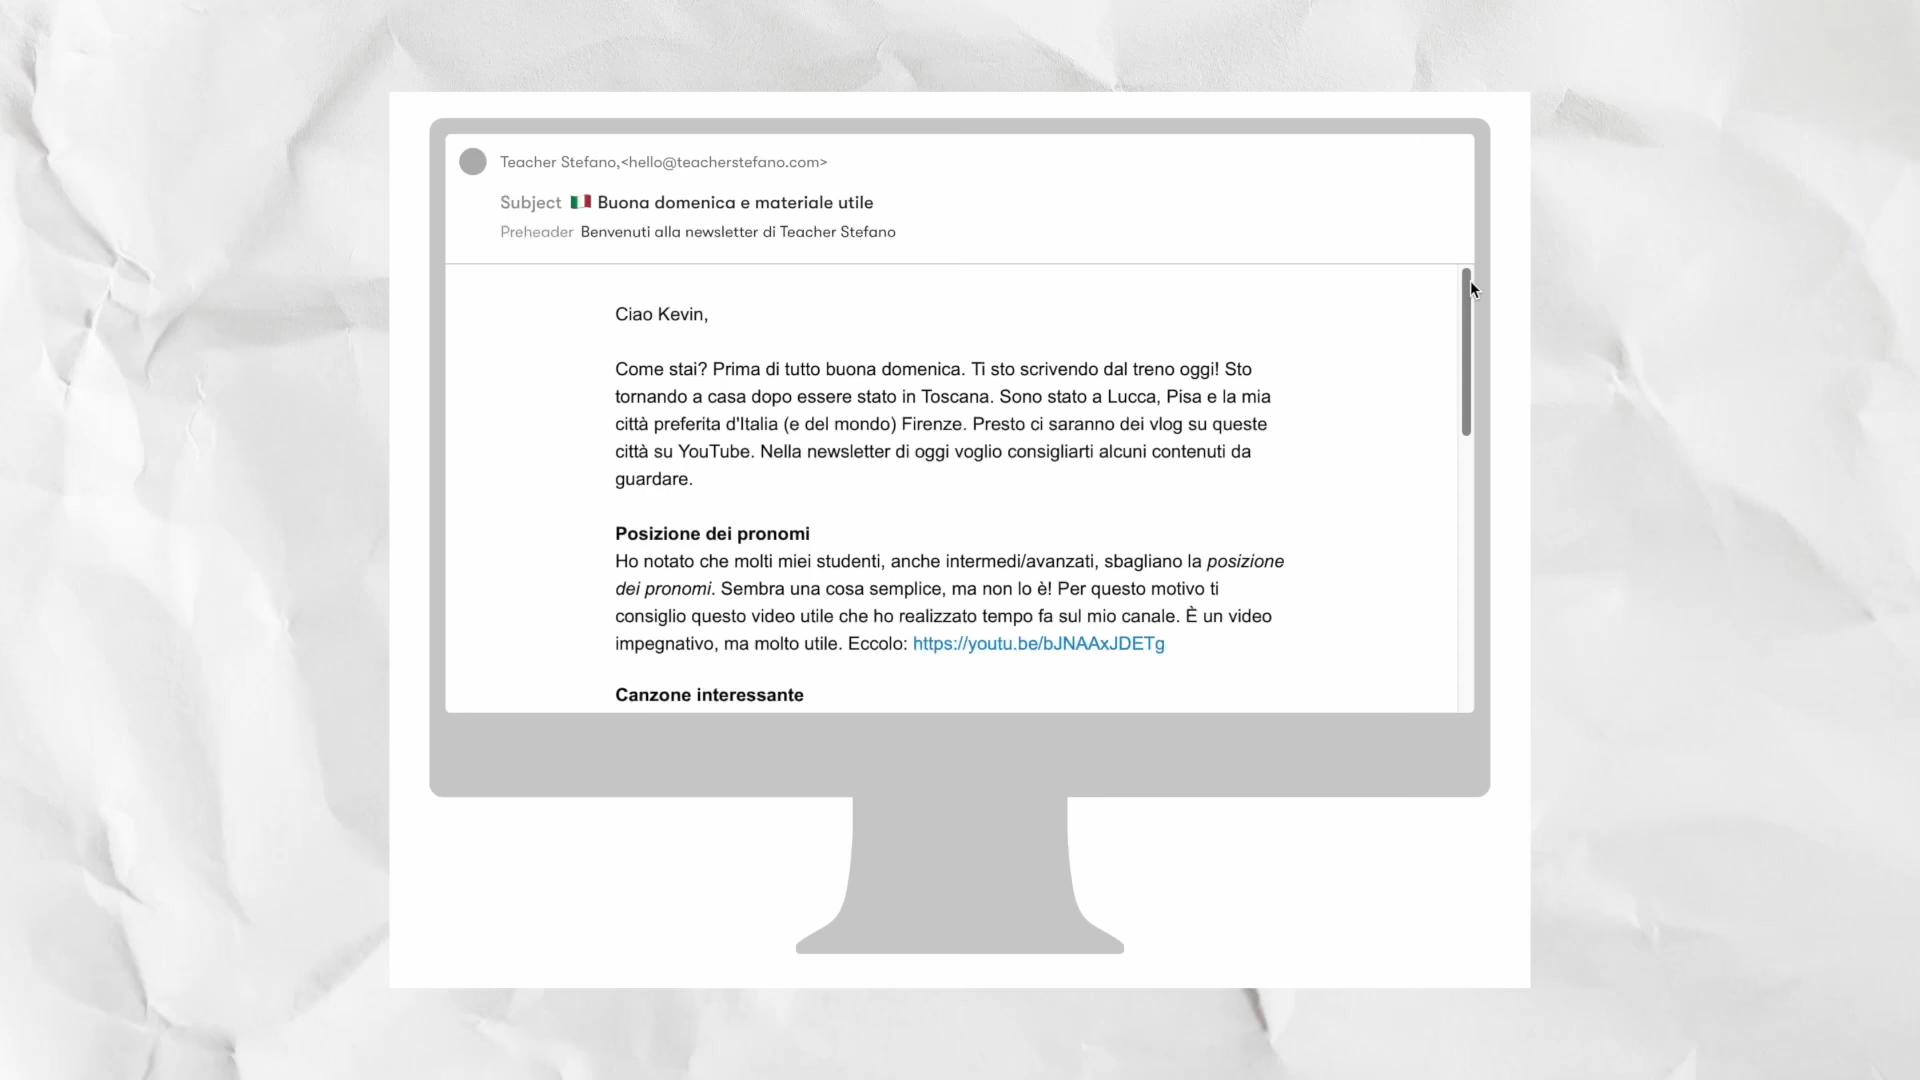 Teacher Stefano,<hello@teacherstefano.com>
Subject 🇮🇹 Buona domenica e materiale utile
Preheader Benvenuti alla newsletter di Teacher Stefano
Ciao Kevin,
Come stai? Prima di tutto buona domenica. Ti sto scrivendo dal treno oggi! Sto
tornando a casa dopo essere stato in Toscana. Sono stato a Lucca, Pisa e la mia
città preferita d'Italia (e del mondo) Firenze. Presto ci saranno dei vlog su queste
città su YouTube. Nella newsletter di oggi voglio consigliarti alcuni contenuti da
guardare.
Posizione dei pronomi
Ho notato che molti miei studenti, anche intermedi/avanzati, sbagliano la posizione
dei pronomi. Sembra una cosa semplice, ma non lo è! Per questo motivo ti
consiglio questo video utile che ho realizzato tempo fa sul mio canale. È un video
impegnativo, ma molto utile. Eccolo: https://youtu.be/bJNAAxJDETg
Canzone interessante